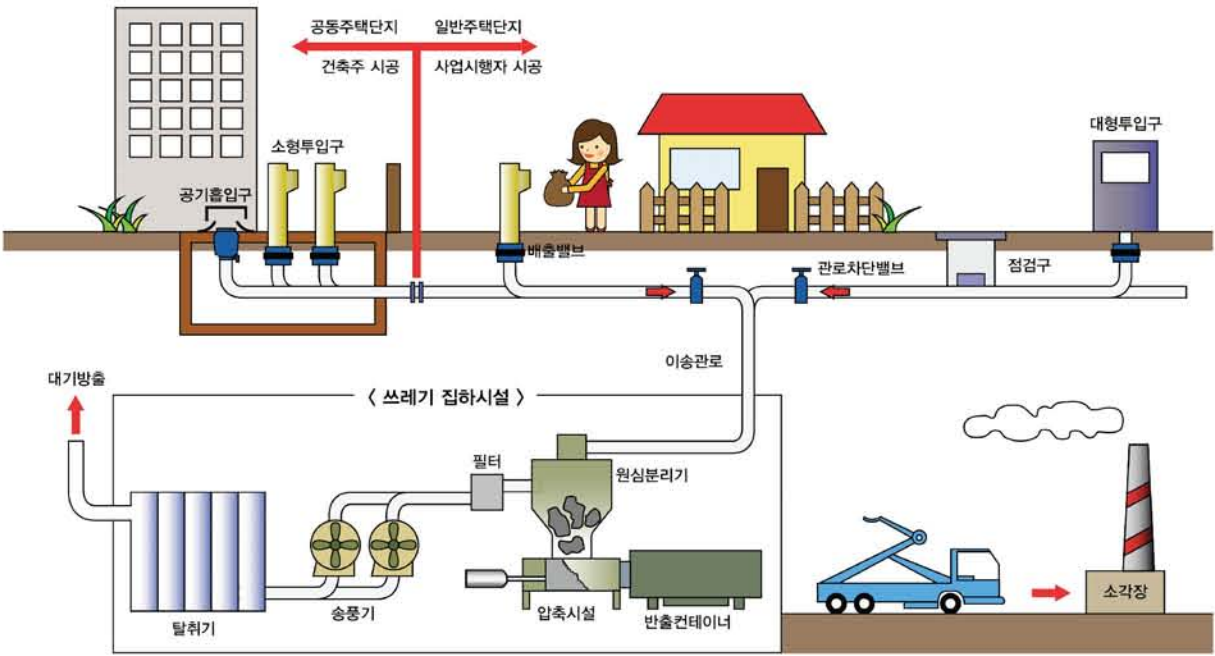 공동주택단지 일반주택단지
건축주 시공 사업시행자 시공
대형투입구
소형투입구
공기흡입구
배출밸브
관로차단밸브
점검구
이송관로
대기방출
< 쓰레기 집하시설 >
필터
원심분리기
소각장
탈취기
송풍기
압축시설
반출컨테이너